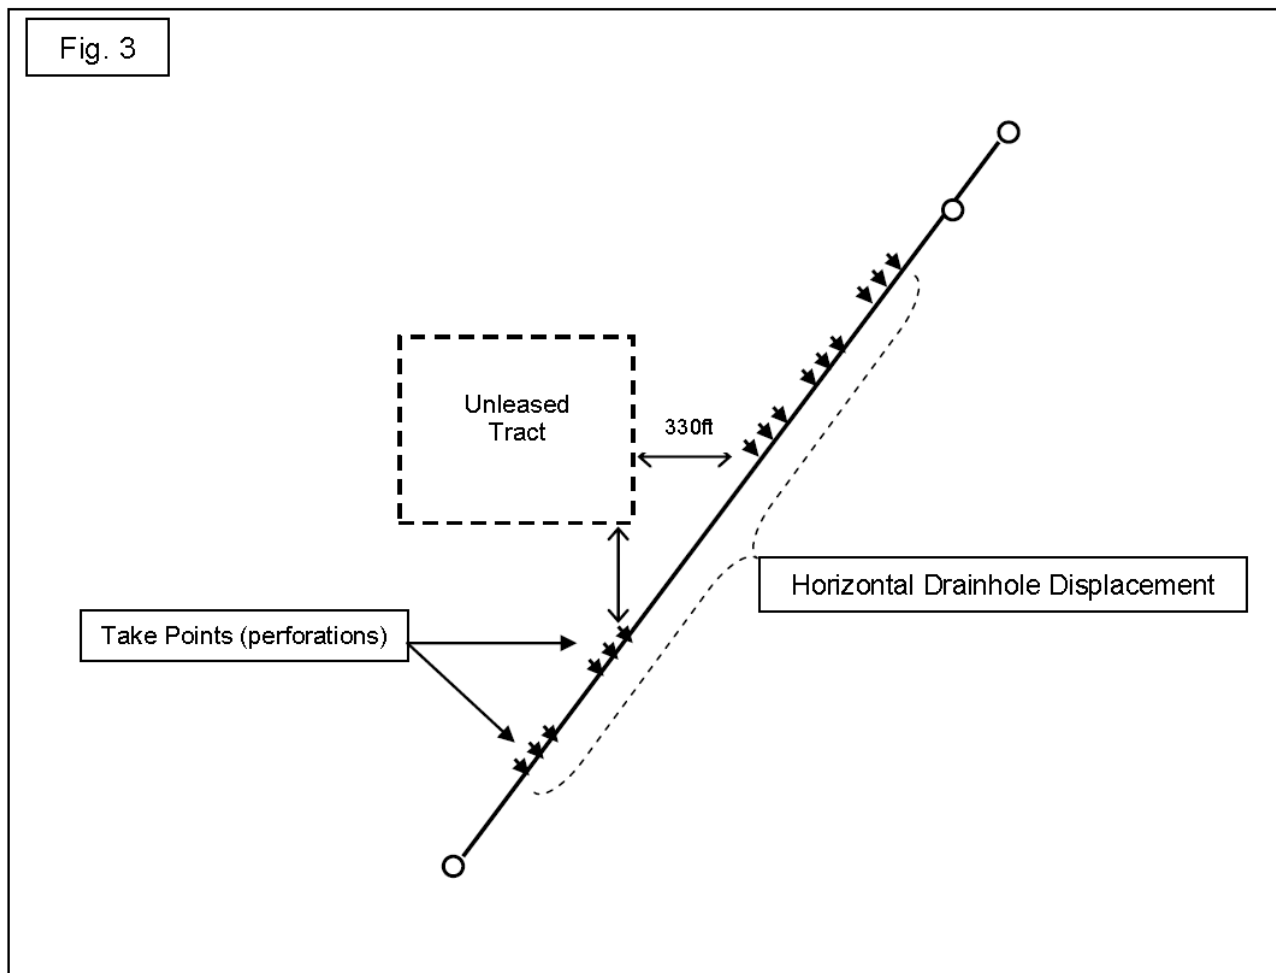 Fig. 3
Unleased
Tract
330ft
Horizontal Drainhole Displacement
Take Points (perforations)